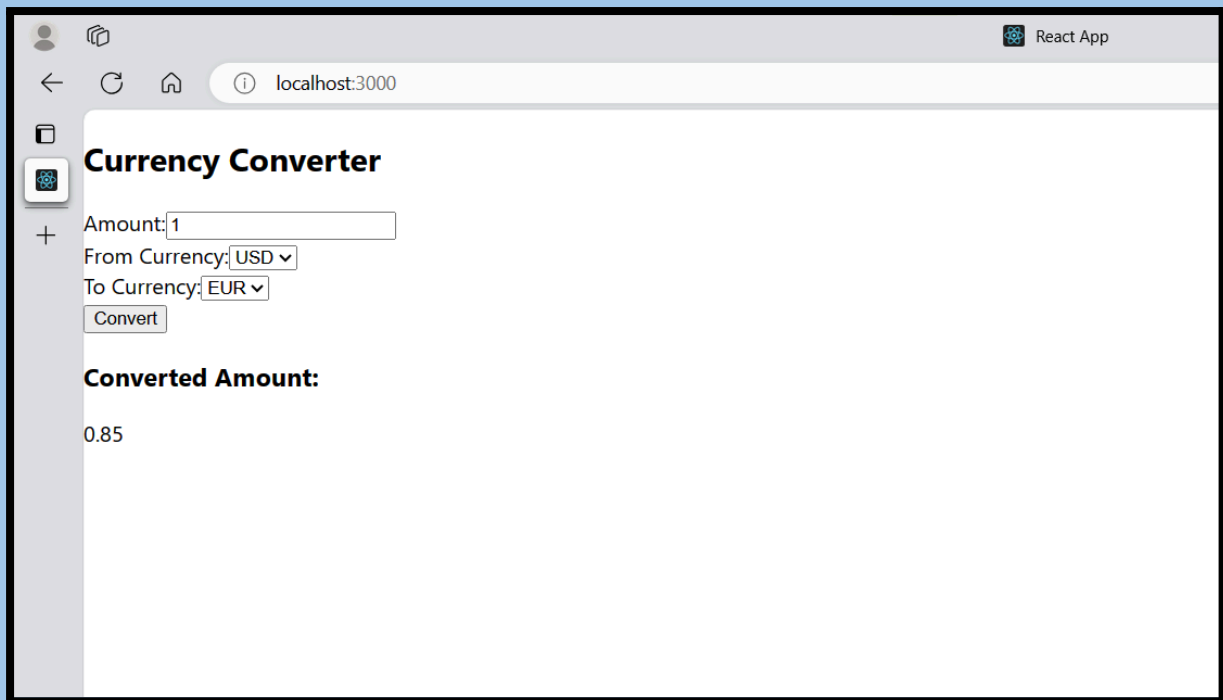 React App
localhost:3000
Currency Converter
Amount:1
From Currency:USD
To Currency:EUR
Convert
Converted Amount:
0.85